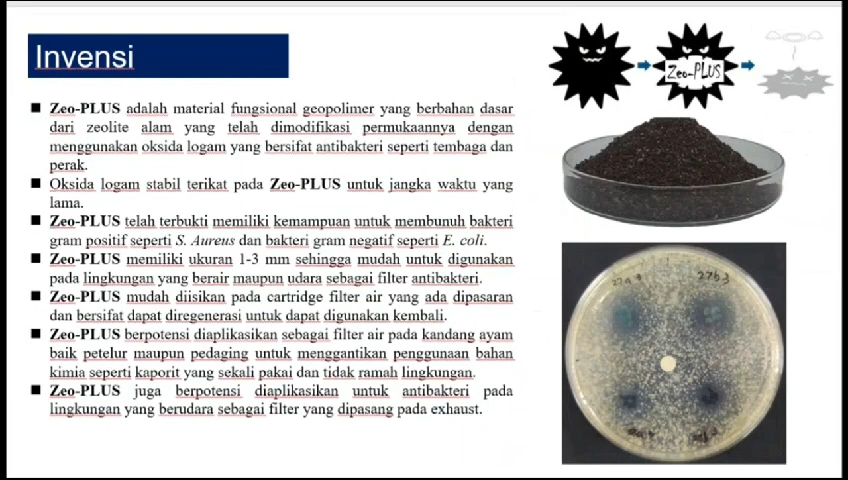 Invensi
Zeo-PLUS adalah material fungsional geopolimer yang berbahan dasar
dari zeolite alam yang telah dimodifikasi permukaannya dengan
menggunakan oksida logam yang bersifat antibakteri seperti tembaga dan
perak.
Oksida logam stabil terikat pada Zeo-PLUS untuk jangka waktu yang
lama.
Zeo-PLUS telah terbukti memiliki kemampuan untuk membunuh bakteri
gram positif seperti S. Aureus dan bakteri gram negatif seperti E. coli.
Zeo-PLUS memiliki ukuran 1-3 mm sehingga mudah untuk digunakan
pada lingkungan yang berair maupun udara sebagai filter antibakteri.
Zeo-PLUS mudah diisikan pada cartridge filter air yang ada dipasaran
dan bersifat dapat diregenerasi untuk dapat digunakan kembali.
Zeo-PLUS berpotensi diaplikasikan sebagai filter air pada kandang ayam
baik petelur maupun pedaging untuk menggantikan penggunaan bahan
kimia seperti kaporit yang sekali pakai dan tidak ramah lingkungan.
Zeo-PLUS juga berpotensi diaplikasikan untuk antibakteri pada
lingkungan yang berudara sebagai filter yang dipasang pada exhaust.
Zeo-PLUS